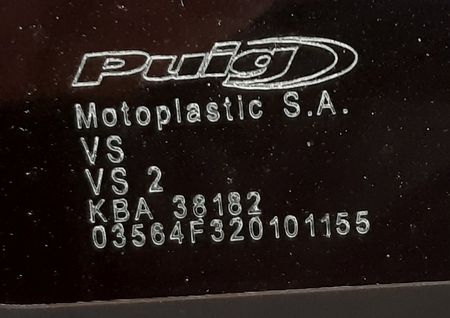 Puig
Motoplastic S.A.
VS
VS 2
KBA 38182
03564F320101155